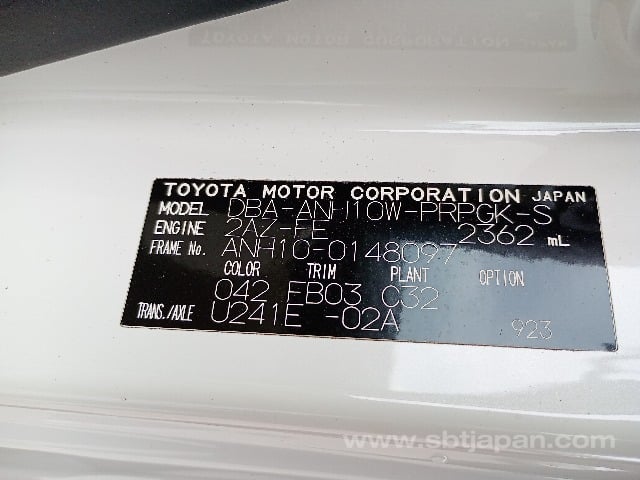 TOYOTA MOTOR CORPORATION JAPAN
MODEL DBA-ANH10W-PRPGK-S
ENGINE 2AZ-FE 2362 mL
FRAME No. ANH10-0148097
COLOR TRIM PLANT OPTION
042 FB03 C32
TRANS./AXLE U241E -02A 923
www.sbtjapan.com